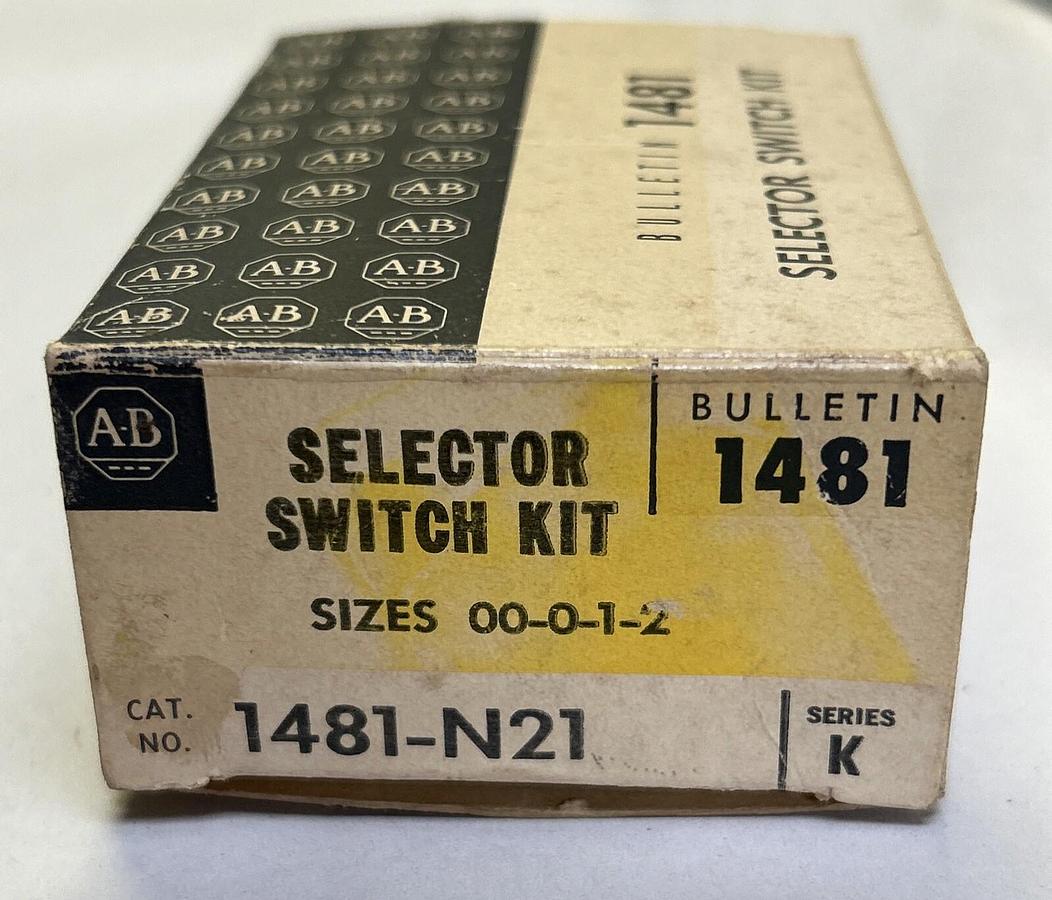 A-B A-B A-B
A-B A-B A-B
A-B A-B A-B
A-B A-B A-B
A-B A-B A-B
A-B A-B A-B
A-B A-B A-B
A-B A-B A-B
A-B A-B A-B
A-B A-B A-B
BULLETIN 1481
SELECTOR SWITCH KIT
A-B
SELECTOR
SWITCH KIT
SIZES 00-0-1-2
BULLETIN
1481
CAT.
NO.
1481-N21
SERIES
K